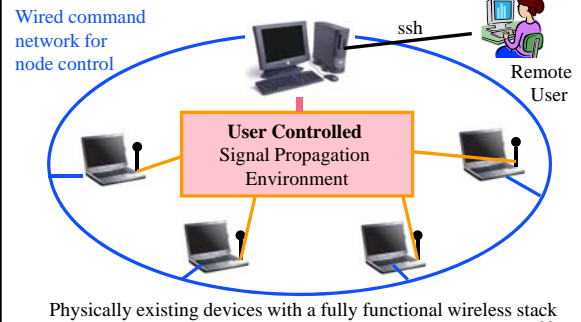 Wired command
network for
node control
ssh
Remote
User
User Controlled
Signal Propagation
Environment
Physically existing devices with a fully functional wireless stack